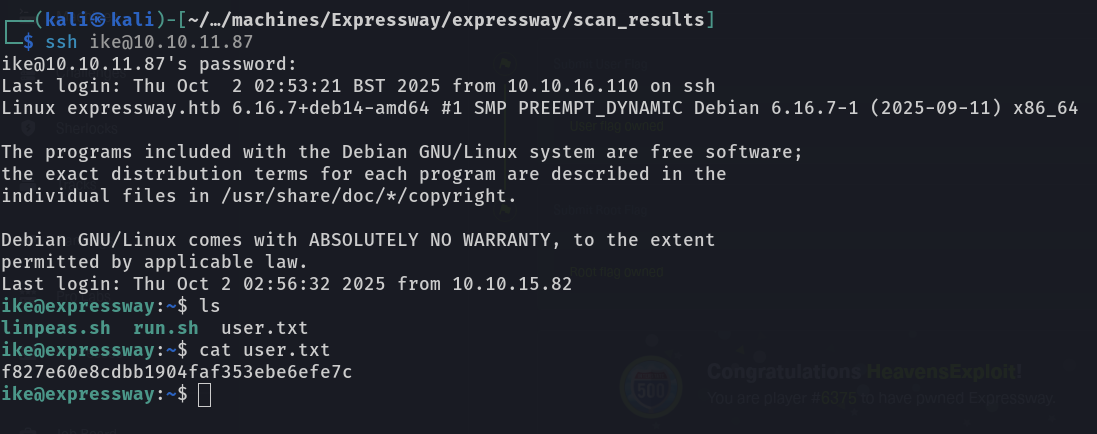 ┌──(kali㉿kali)-[~/…/machines/Expressway/expressway/scan_results]
└─$ ssh ike@10.10.11.87
ike@10.10.11.87's password:
Last login: Thu Oct  2 02:53:21 BST 2025 from 10.10.16.110 on ssh
Linux expressway.htb 6.16.7+deb14-amd64 #1 SMP PREEMPT_DYNAMIC Debian 6.16.7-1 (2025-09-11) x86_64
Sherlocks
User flag owned
The programs included with the Debian GNU/Linux system are free software;
the exact distribution terms for each program are described in the
individual files in /usr/share/doc/*/copyright.
Debian GNU/Linux comes with ABSOLUTELY NO WARRANTY, to the extent
permitted by applicable law.
Root flag owned
Last login: Thu Oct 2 02:56:32 2025 from 10.10.15.82
ike@expressway:~$ ls
linpeas.sh  run.sh  user.txt
ike@expressway:~$ cat user.txt
f827e60e8cdbb1904faf353ebe6efe7c
ike@expressway:~$
500
Congratulations HeavensExploit!
You are player #6375 to have pwned Expressway.